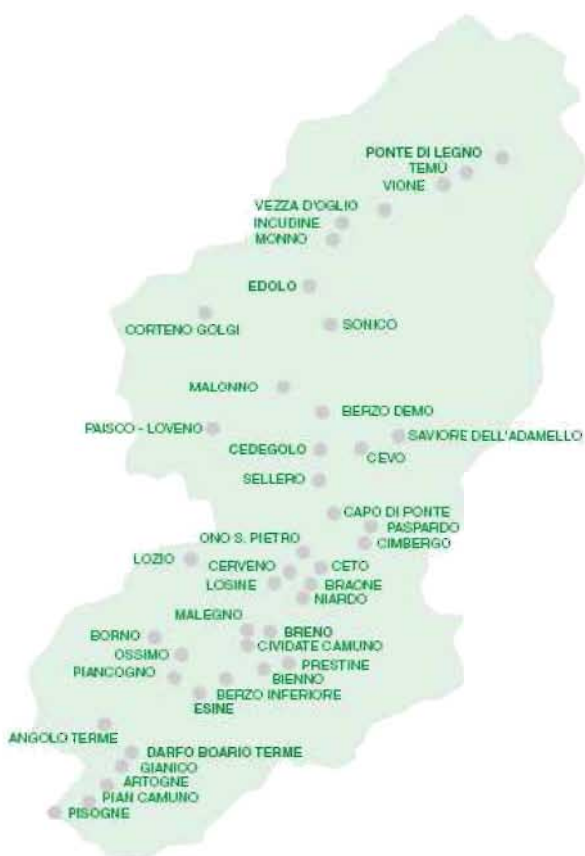 PONTE DI LEGNO
TEMÙ
VIONE
VEZZA D'OGLIO
INCUDINE
MONNO
EDOLO
CORTENO GOLGI
SONICO
MALONNO
BERZO DEMO
PAISCO - LOVENO
SAVIORE DELL'ADAMELLO
CEDEGOLO
CEVO
SELLERO
CAPO DI PONTE
PASPARDO
ONO S. PIETRO
CIMBERGO
LOZIO
CERVENO
CETO
LOSINE
BRAONE
NIARDO
MALEGNO
BORNO
BRENO
CIVIDATE CAMUNO
OSSIMO
PRESTINE
PIANCOGNO
BIENNO
BERZO INFERIORE
ESINE
ANGOLO TERME
DARFO BOARIO TERME
GIANICO
ARTOGNE
PIAN CAMUNO
PISOGNE